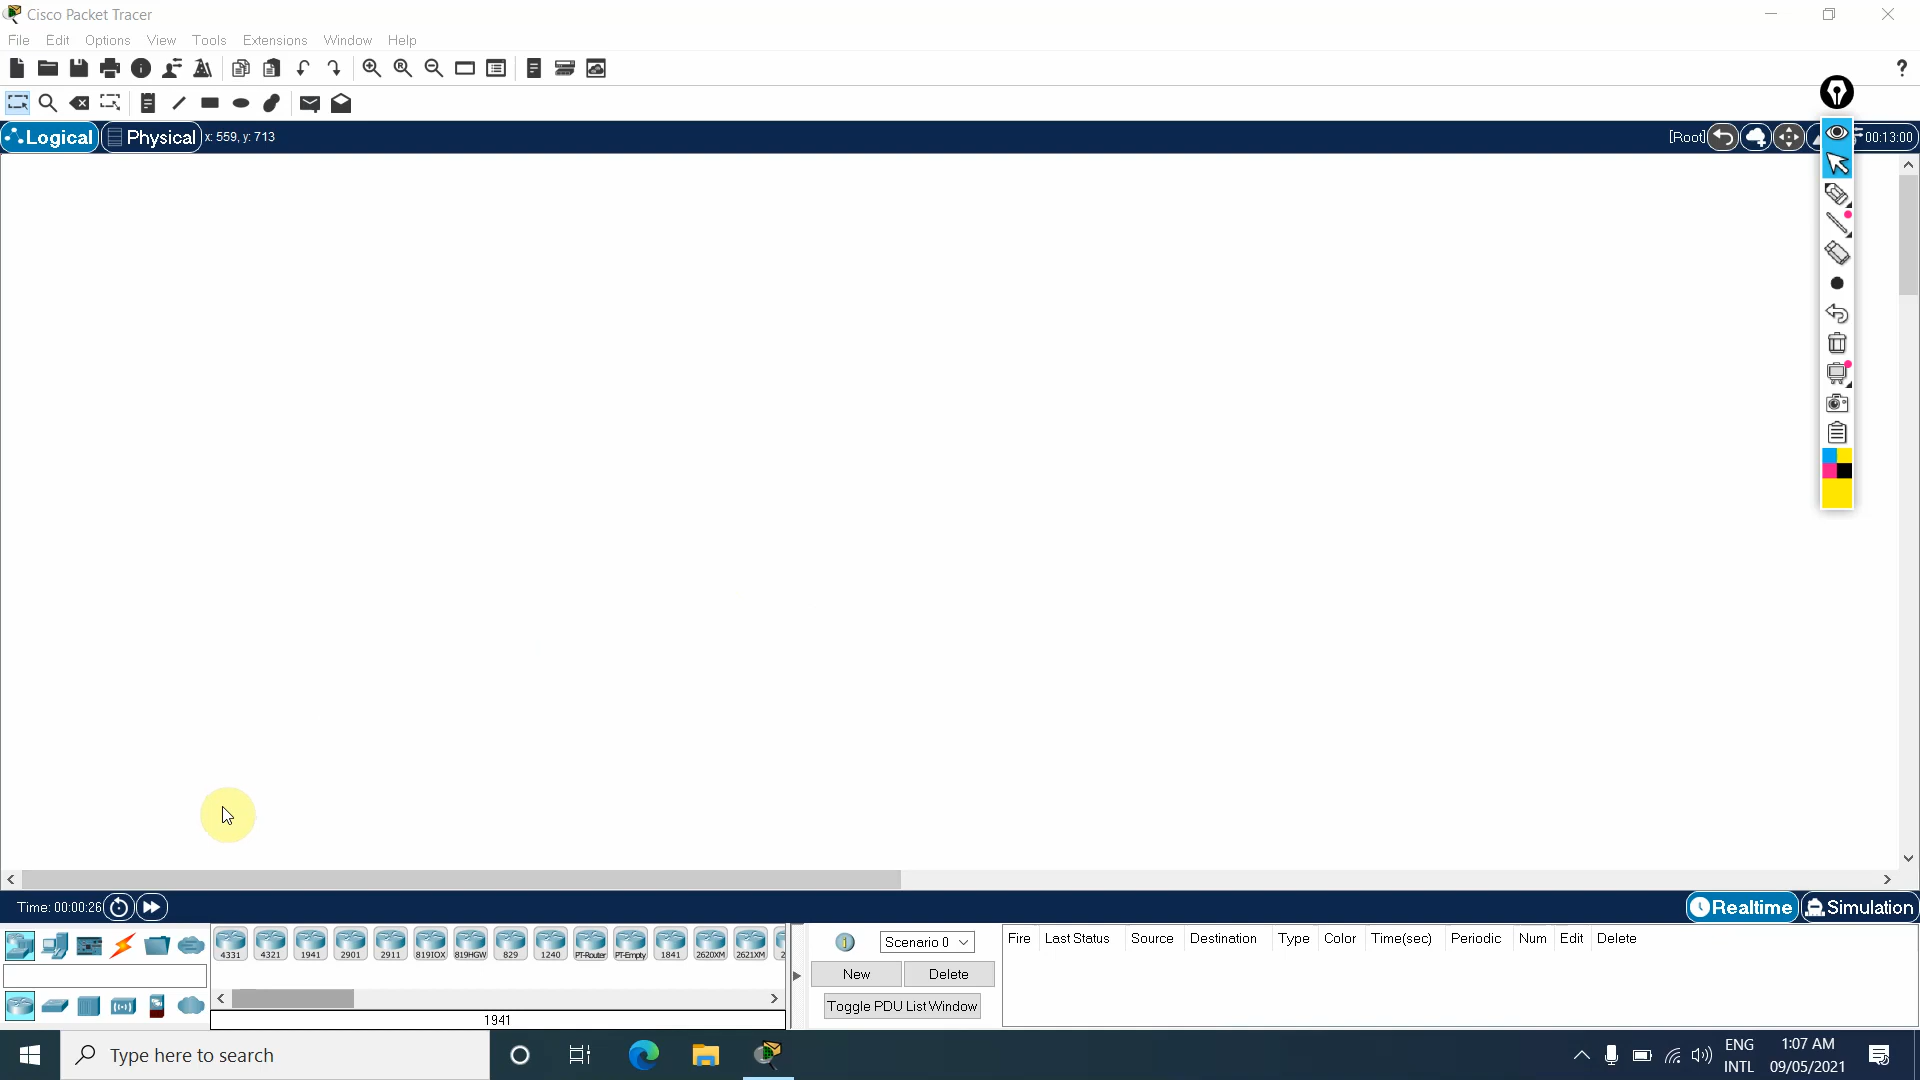 Cisco Packet Tracer
File Edit Options View Tools Extensions Window Help
?
Logical Physical x: 559, y: 713 [Root] 00:13:00
Time: 00:00:26 Realtime Simulation
4331 4321 1941 2901 2911 819IOX 819HGW 829 1240 PT-Router PT-Empty 1841 2620XM 2621XM 2
1941
Scenario 0
New Delete
Toggle PDU List Window
Fire Last Status Source Destination Type Color Time(sec) Periodic Num Edit Delete
Type here to search
ENG
INTL
1:07 AM
09/05/2021